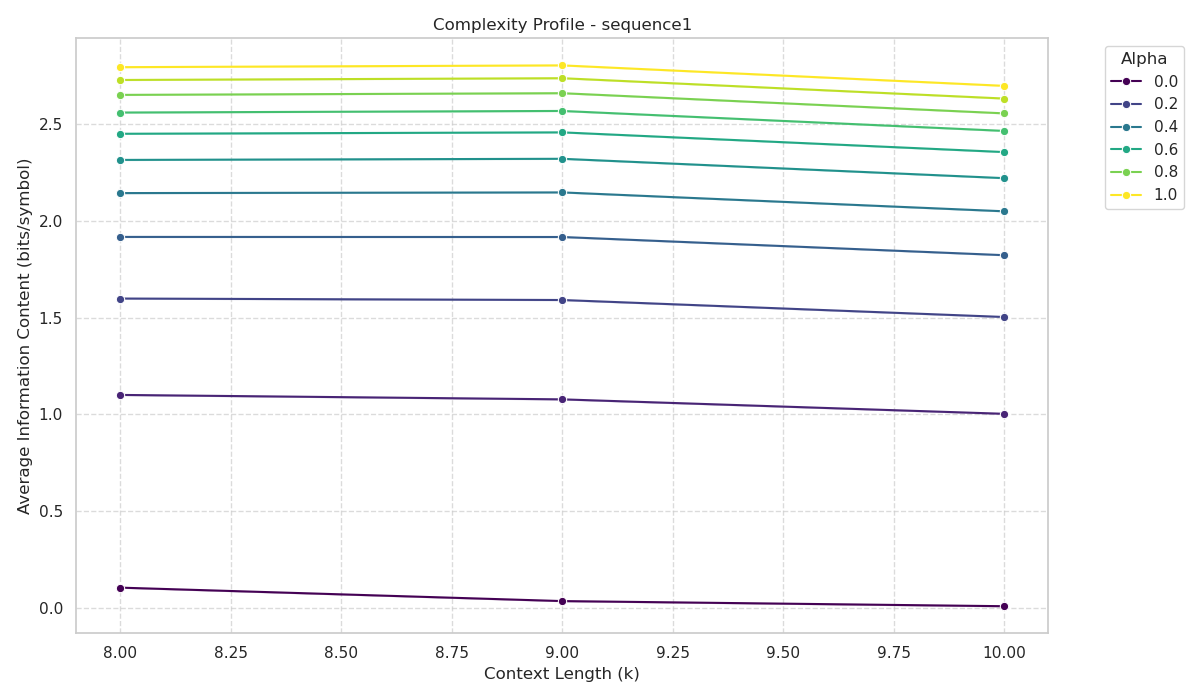 Complexity Profile - sequence1
Average Information Content (bits/symbol)
2.5
2.0
1.5
1.0
0.5
0.0
8.00 8.25 8.50 8.75 9.00 9.25 9.50 9.75 10.00
Context Length (k)
Alpha
0.0
0.2
0.4
0.6
0.8
1.0